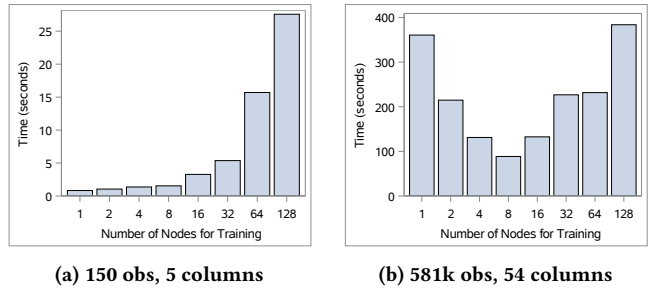 25
20
15
10
5
0
Time (seconds)
1 2 4 8 16 32 64 128
Number of Nodes for Training
(a) 150 obs, 5 columns
400
300
200
100
0
Time (seconds)
1 2 4 8 16 32 64 128
Number of Nodes for Training
(b) 581k obs, 54 columns